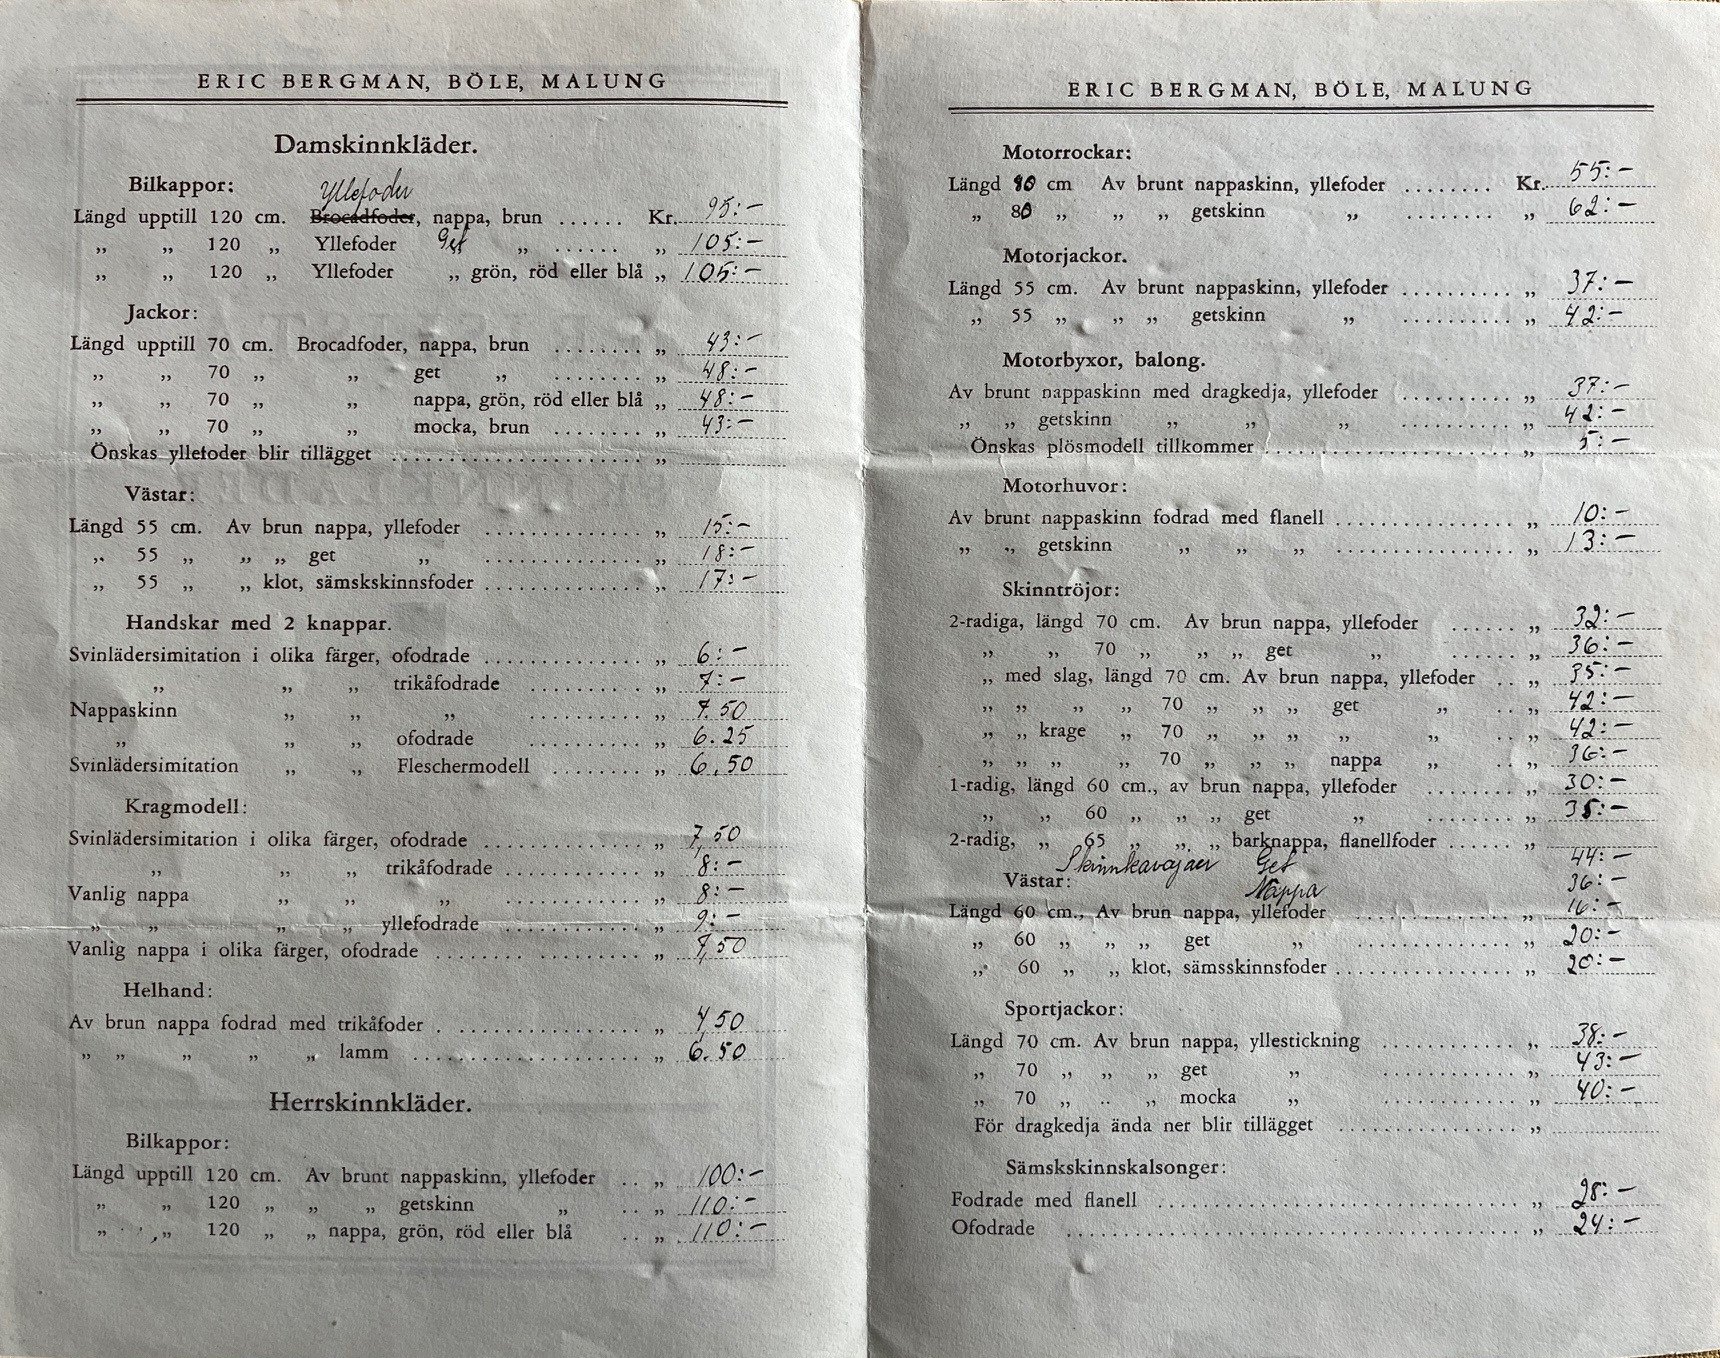 ERIC BERGMAN, BÖLE, MALUNG
Damskinnkläder.
Bilkappor:
Yllefoder
Längd upptill 120 cm. Brocadfoder, nappa, brun ...... Kr. 95:-
„ „ 120 „ Yllefoder Get „ ...... „ 105:-
„ „ 120 „ Yllefoder „ grön, röd eller blå „ 105:-
Jackor:
Längd upptill 70 cm. Brocadfoder, nappa, brun ........ „ 43:-
„ „ 70 „ „ get „ ........ „ 48:-
„ „ 70 „ „ nappa, grön, röd eller blå „ 48:-
„ „ 70 „ „ mocka, brun ........ „ 43:-
Önskas yllefoder blir tillägget ....................... „
Västar:
Längd 55 cm. Av brun nappa, yllefoder .............. „ 15:-
„ 55 „ „ „ get „ .............. „ 18:-
„ 55 „ „ klot, sämskskinnsfoder .............. „ 17:-
Handskar med 2 knappar.
Svinlädersimitation i olika färger, ofodrade .............. „ 6:-
„ „ „ trikåfodrade .......... „ 7:-
Nappaskinn „ „ „ .......... „ 7.50
„ „ „ ofodrade .......... „ 6.25
Svinlädersimitation „ „ Fleschermodell ........ „ 6,50
Kragmodell:
Svinlädersimitation i olika färger, ofodrade .............. „ 7,50
„ „ „ trikåfodrade ............ „ 8:-
Vanlig nappa „ „ „ ............ „ 8:-
„ „ „ „ yllefodrade ............ „ 9:-
Vanlig nappa i olika färger, ofodrade .................. „ 7,50
Helhand:
Av brun nappa fodrad med trikåfoder . ................ „ 4,50
„ „ „ „ „ lamm .................... „ 6.50
Herrskinnkläder.
Bilkappor:
Längd upptill 120 cm. Av brunt nappaskinn, yllefoder .. „ 100:-
„ „ 120 „ „ „ getskinn „ .. „ 110:-
„ „ 120 „ „ nappa, grön, röd eller blå .. „ 110:-
ERIC BERGMAN, BÖLE, MALUNG
Motorrockar:
Längd cm Av brunt nappaskinn, yllefoder ........ Kr. 55:-
„ 80 „ „ „ getskinn „ ........ „ 62:-
Motorjackor.
Längd 55 cm. Av brunt nappaskinn, yllefoder .......... „ 37:-
„ 55 „ „ „ getskinn „ .......... „ 42:-
Motorbyxor, balong.
Av brunt nappaskinn med dragkedja, yllefoder .......... „ 37:-
„ „ getskinn „ „ „ .......... „ 42:-
Önskas plösmodell tillkommer ........................ „ 5:-
Motorhuvor:
Av brunt nappaskinn fodrad med flanell ................ „ 10:-
„ „ getskinn „ „ „ ................ „ 13:-
Skinntröjor:
2-radiga, längd 70 cm. Av brun nappa, yllefoder ...... „ 32:-
„ „ 70 „ „ „ get „ ...... „ 36:-
„ med slag, längd 70 cm. Av brun nappa, yllefoder .. „ 35:-
„ „ „ „ 70 „ „ „ get „ .. „ 42:-
„ „ krage „ 70 „ „ „ „ „ .. „ 42:-
„ „ „ „ 70 „ „ „ nappa „ .. „ 36:-
1-radig, längd 60 cm., av brun nappa, yllefoder ........ „ 30:-
„ „ 60 „ „ „ get „ ........ „ 35:-
2-radig, „ 65 „ „ „ barknappa, flanellfoder ........ „
Skinnkavajer Get 44:-
Västar: Nappa 36:-
Längd 60 cm., Av brun nappa, yllefoder .............. „ 16:-
„ 60 „ „ „ get „ .............. „ 20:-
„ 60 „ „ klot, sämsskinnsfoder ................ „ 20:-
Sportjackor:
Längd 70 cm. Av brun nappa, yllestickning ............ „ 38:-
„ 70 „ „ „ get „ ............ „ 43:-
„ 70 „ „ „ mocka „ ............ „ 40:-
För dragkedja ända ner blir tillägget ................ „
Sämskskinnskalsonger:
Fodrade med flanell .................................. „ 28:-
Ofodrade .......................................... „ 24:-